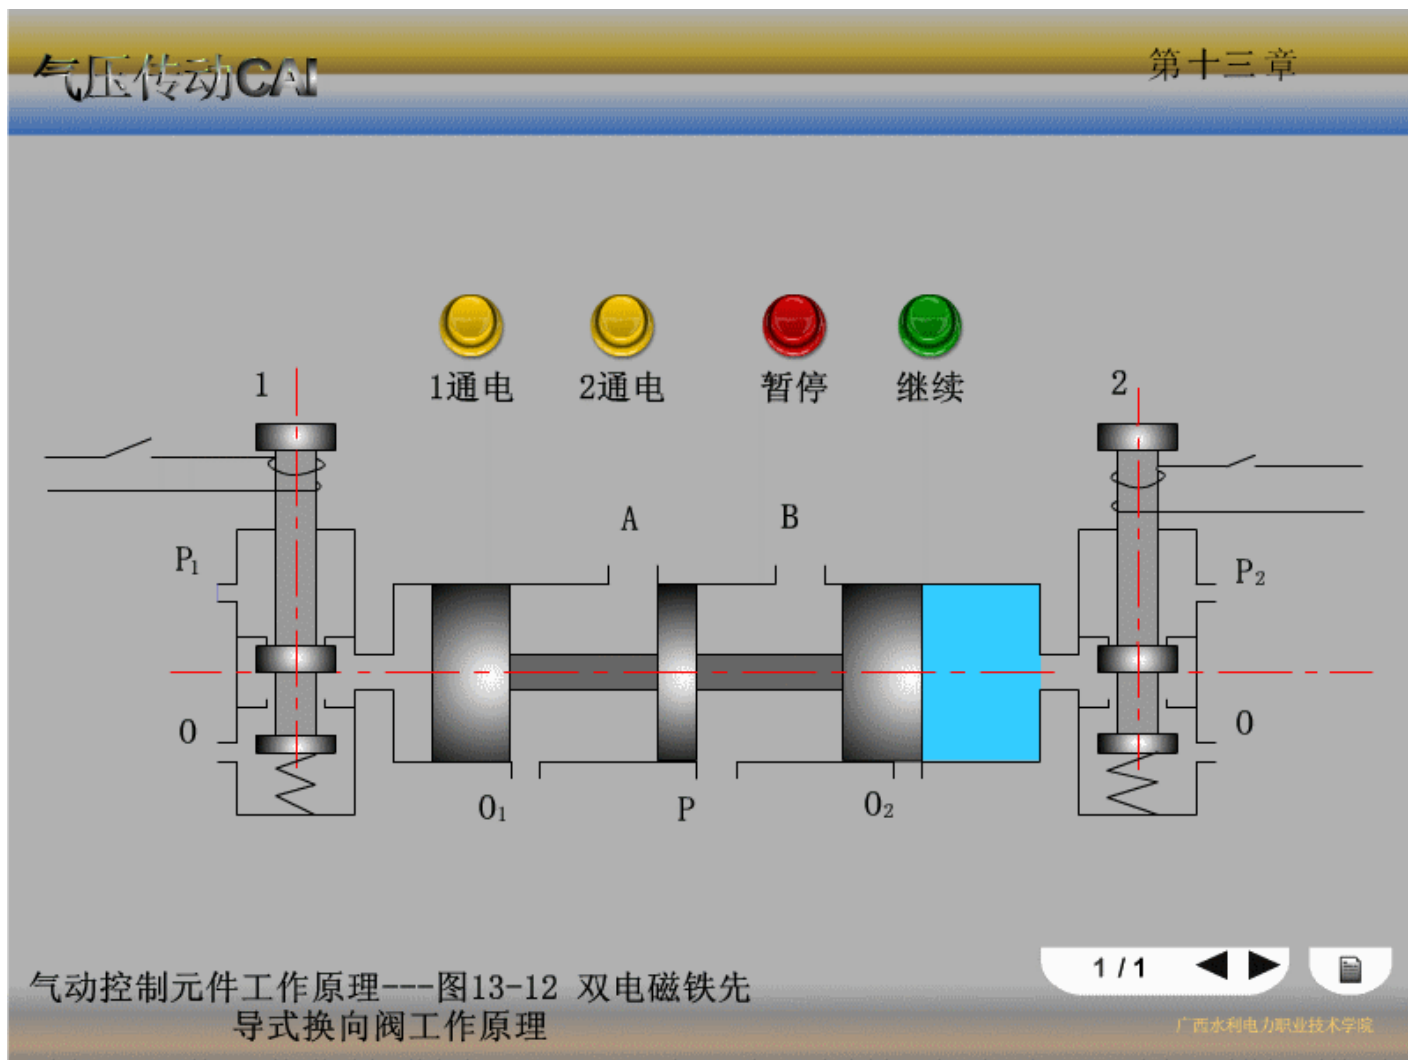 气压传动CAI
第十三章
1通电
2通电
暂停
继续
1
2
A
B
P₁
P₂
O
O
O₁
P
O₂
气动控制元件工作原理---图13-12 双电磁铁先
导式换向阀工作原理
1 / 1
广西水利电力职业技术学院